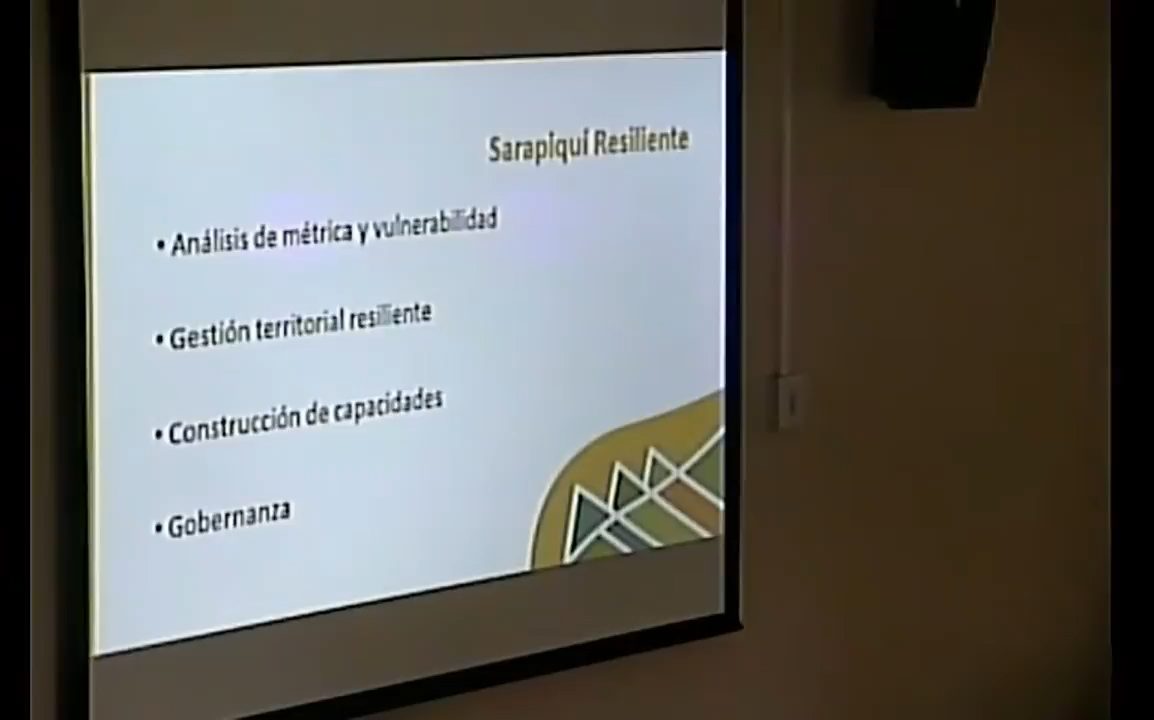 Sarapiquí Resiliente
• Análisis de métrica y vulnerabilidad
• Gestión territorial resiliente
• Construcción de capacidades
• Gobernanza